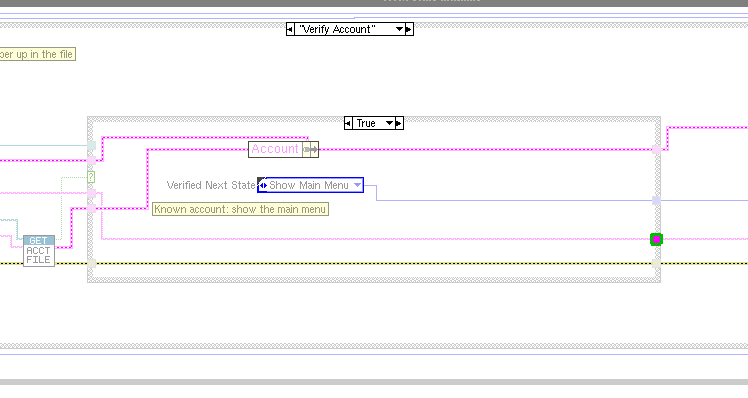 "Verify Account"
per up in the file
True
Account
Verified Next State
Show Main Menu
Known account: show the main menu
?
GET
ACCT
FILE